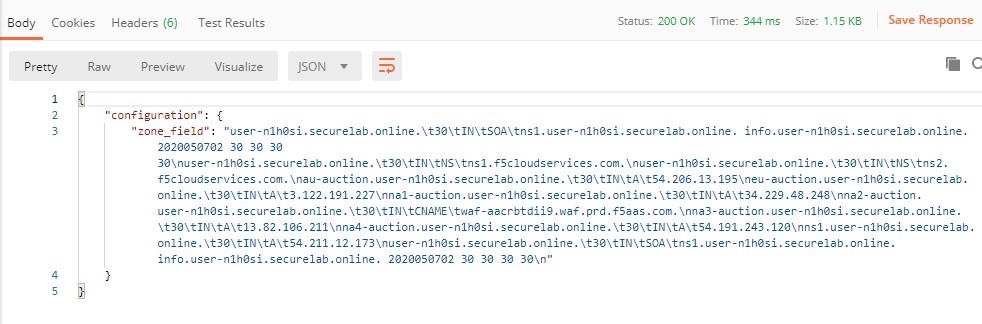 Body Cookies Headers (6) Test Results Status: 200 OK Time: 344 ms Size: 1.15 KB Save Response
Pretty Raw Preview Visualize JSON
1 {
2 "configuration": {
3 "zone_field": "user-n1h0si.securelab.online.\t30\tIN\tSOA\tns1.user-n1h0si.securelab.online. info.user-n1h0si.securelab.online.
2020050702 30 30 30
30\nuser-n1h0si.securelab.online.\t30\tIN\tNS\tns1.f5cloudservices.com.\nuser-n1h0si.securelab.online.\t30\tIN\tNS\tns2.
f5cloudservices.com.\nau-auction.user-n1h0si.securelab.online.\t30\tIN\tA\t54.206.13.195\neu-auction.user-n1h0si.securelab.
online.\t30\tIN\tA\t3.122.191.227\nna1-auction.user-n1h0si.securelab.online.\t30\tIN\tA\t34.229.48.248\nna2-auction.
user-n1h0si.securelab.online.\t30\tIN\tCNAME\twaf-aacrbtdii9.waf.prd.f5aas.com.\nna3-auction.user-n1h0si.securelab.online.
\t30\tIN\tA\t13.82.106.211\nna4-auction.user-n1h0si.securelab.online.\t30\tIN\tA\t54.191.243.120\nns1.user-n1h0si.securelab.
online.\t30\tIN\tA\t54.211.12.173\nuser-n1h0si.securelab.online.\t30\tIN\tSOA\tns1.user-n1h0si.securelab.online.
info.user-n1h0si.securelab.online. 2020050702 30 30 30 30\n"
4 }
5 }